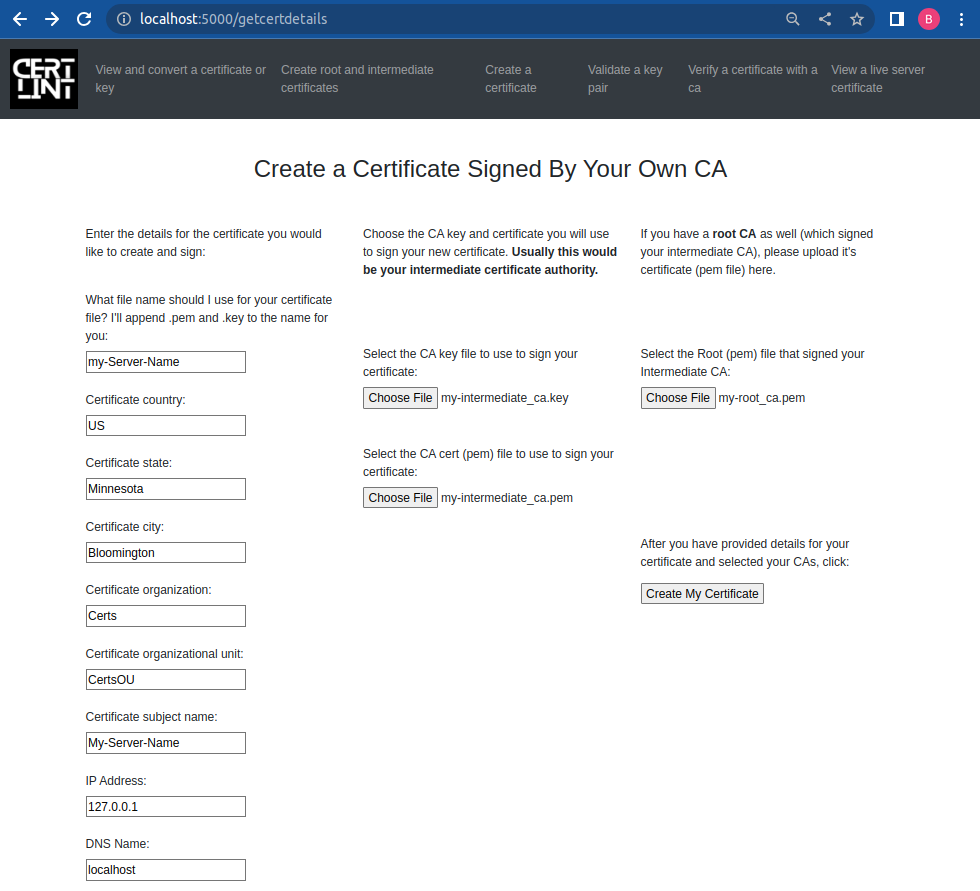 localhost:5000/getcertdetails
B
CERT
LINT
View and convert a certificate or
key
Create root and intermediate
certificates
Create a
certificate
Validate a key
pair
Verify a certificate with a
ca
View a live server
certificate
Create a Certificate Signed By Your Own CA
Enter the details for the certificate you would
like to create and sign:
What file name should I use for your certificate
file? I'll append .pem and .key to the name for
you:
my-Server-Name
Certificate country:
US
Certificate state:
Minnesota
Certificate city:
Bloomington
Certificate organization:
Certs
Certificate organizational unit:
CertsOU
Certificate subject name:
My-Server-Name
IP Address:
127.0.0.1
DNS Name:
localhost
Choose the CA key and certificate you will use
to sign your new certificate. Usually this would
be your intermediate certificate authority.
Select the CA key file to use to sign your
certificate:
Choose File my-intermediate_ca.key
Select the CA cert (pem) file to use to sign your
certificate:
Choose File my-intermediate_ca.pem
If you have a root CA as well (which signed
your intermediate CA), please upload it's
certificate (pem file) here.
Select the Root (pem) file that signed your
Intermediate CA:
Choose File my-root_ca.pem
After you have provided details for your
certificate and selected your CAs, click:
Create My Certificate